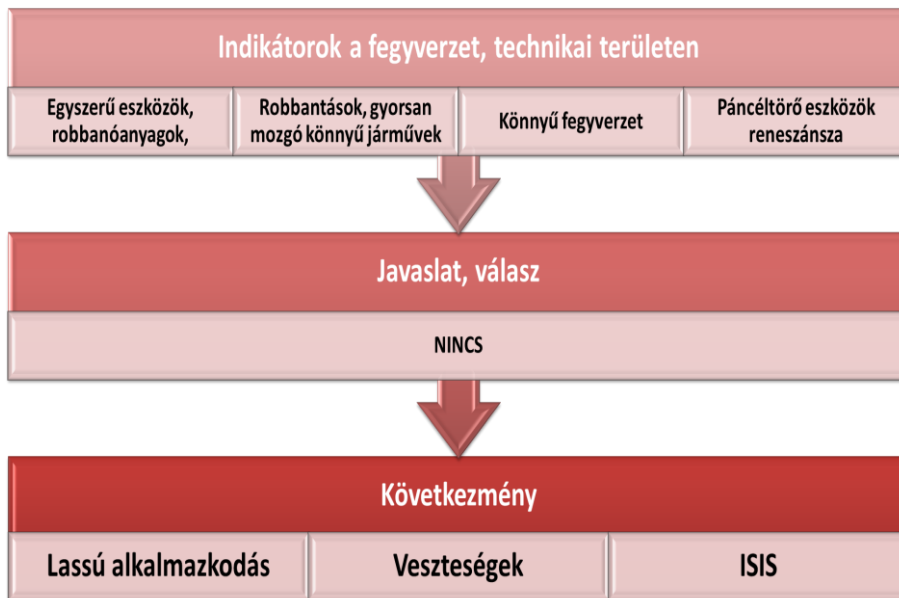 Indikátorok a fegyverzet, technikai területen
Egyszerű eszközök,
robbanóanyagok,
Robbantások, gyorsan
mozgó könnyű járművek
Könnyű fegyverzet
Páncéltörő eszközök
reneszánsza
Javaslat, válasz
NINCS
Következmény
Lassú alkalmazkodás
Veszteségek
ISIS